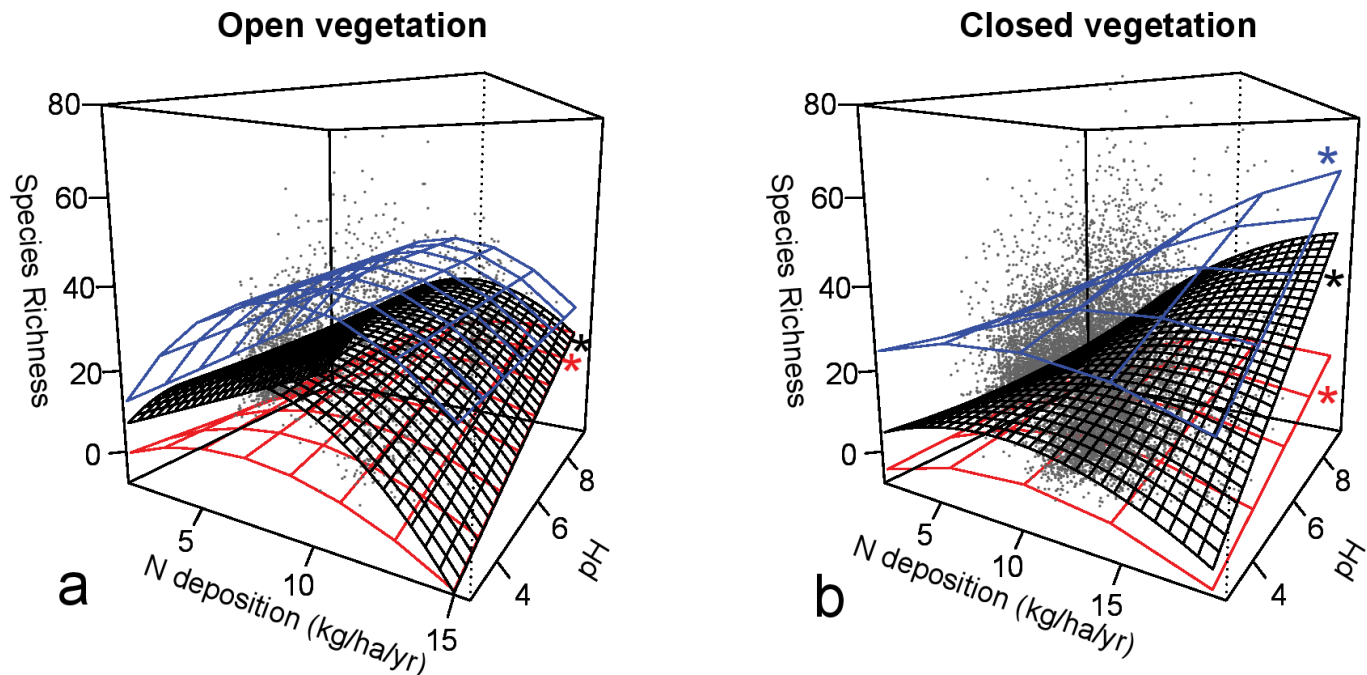 Open vegetation
80
60
40
20
0
Species Richness
5
10
15
N deposition (kg/ha/yr)
4
6
8
pH
*
*
a
Closed vegetation
80
60
40
20
0
Species Richness
5
10
15
N deposition (kg/ha/yr)
4
6
8
pH
*
*
*
b